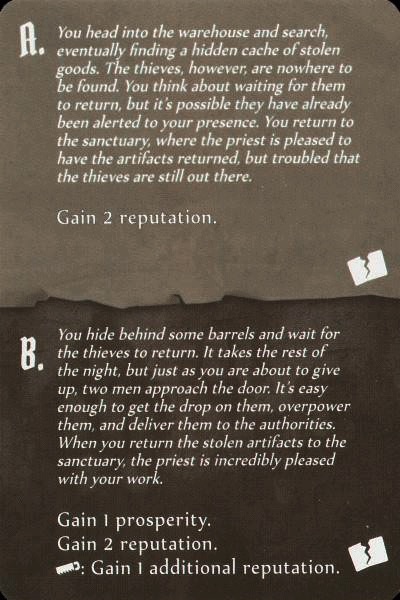 A.
You head into the warehouse and search,
eventually finding a hidden cache of stolen
goods. The thieves, however, are nowhere to
be found. You think about waiting for them
to return, but it's possible they have already
been alerted to your presence. You return to
the sanctuary, where the priest is pleased to
have the artifacts returned, but troubled that
the thieves are still out there.
Gain 2 reputation.
B.
You hide behind some barrels and wait for
the thieves to return. It takes the rest of
the night, but just as you are about to give
up, two men approach the door. It's easy
enough to get the drop on them, overpower
them, and deliver them to the authorities.
When you return the stolen artifacts to the
sanctuary, the priest is incredibly pleased
with your work.
Gain 1 prosperity.
Gain 2 reputation.
: Gain 1 additional reputation.